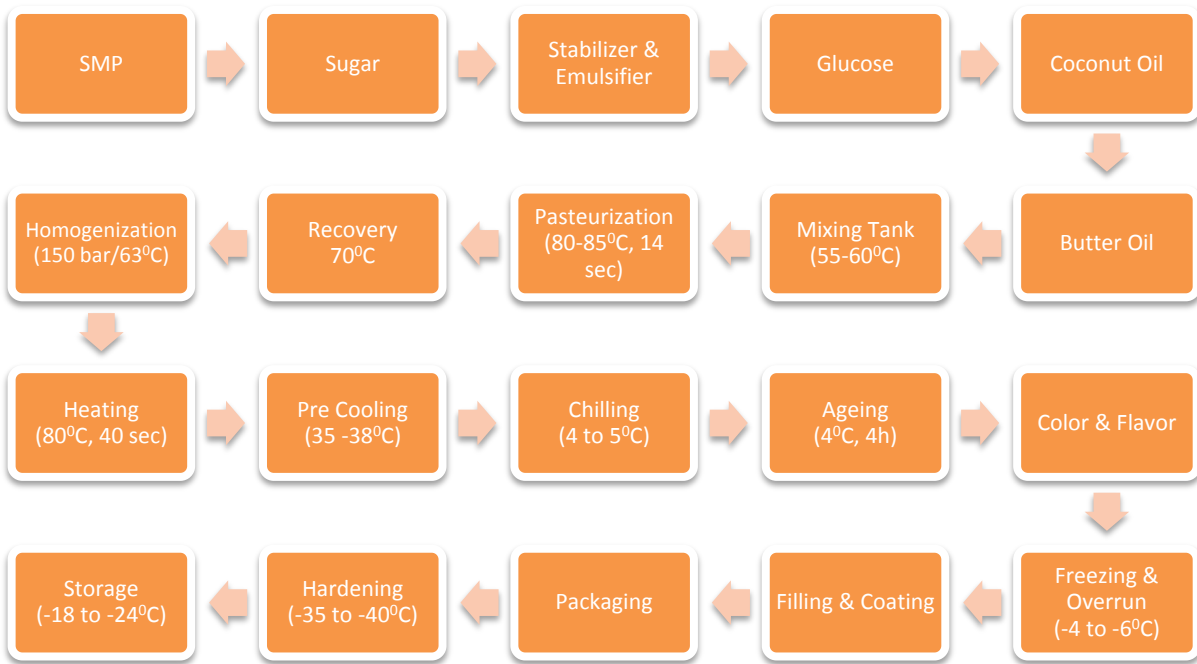 SMP
Sugar
Stabilizer &
Emulsifier
Glucose
Coconut Oil
Butter Oil
Mixing Tank
(55-60⁰C)
Pasteurization
(80-85⁰C, 14
sec)
Recovery
70⁰C
Homogenization
(150 bar/63⁰C)
Heating
(80⁰C, 40 sec)
Pre Cooling
(35 -38⁰C)
Chilling
(4 to 5⁰C)
Ageing
(4⁰C, 4h)
Color & Flavor
Freezing &
Overrun
(-4 to -6⁰C)
Filling & Coating
Packaging
Hardening
(-35 to -40⁰C)
Storage
(-18 to -24⁰C)